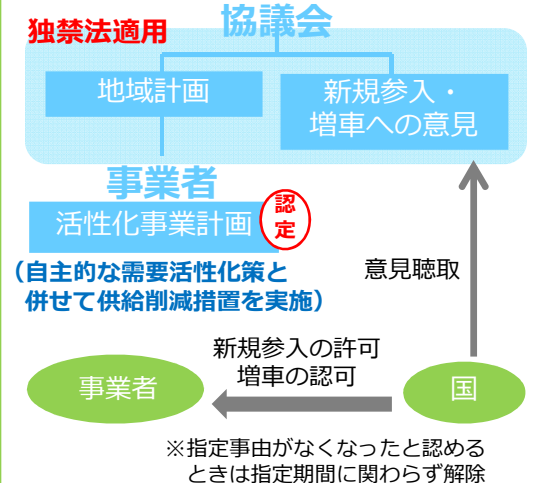 独禁法適用
協議会
地域計画
新規参入・
増車への意見
事業者
活性化事業計画
認
定
（自主的な需要活性化策と
併せて供給削減措置を実施）
意見聴取
新規参入の許可
増車の認可
事業者
国
※指定事由がなくなったと認める
ときは指定期間に関わらず解除